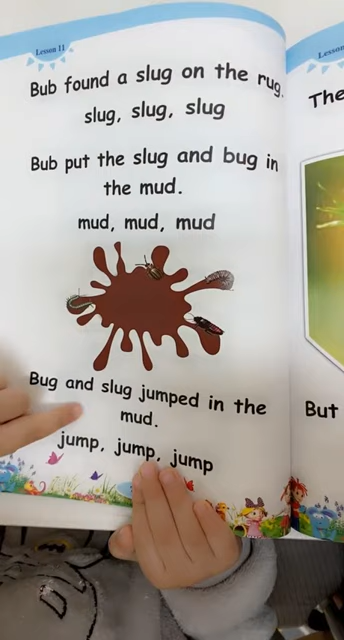 Lesson 11
Bub found a slug on the rug.
slug, slug, slug
Bub put the slug and bug in
the mud.
mud, mud, mud
Bug and slug jumped in the
mud.
jump, jump, jump
Lesson
The
But